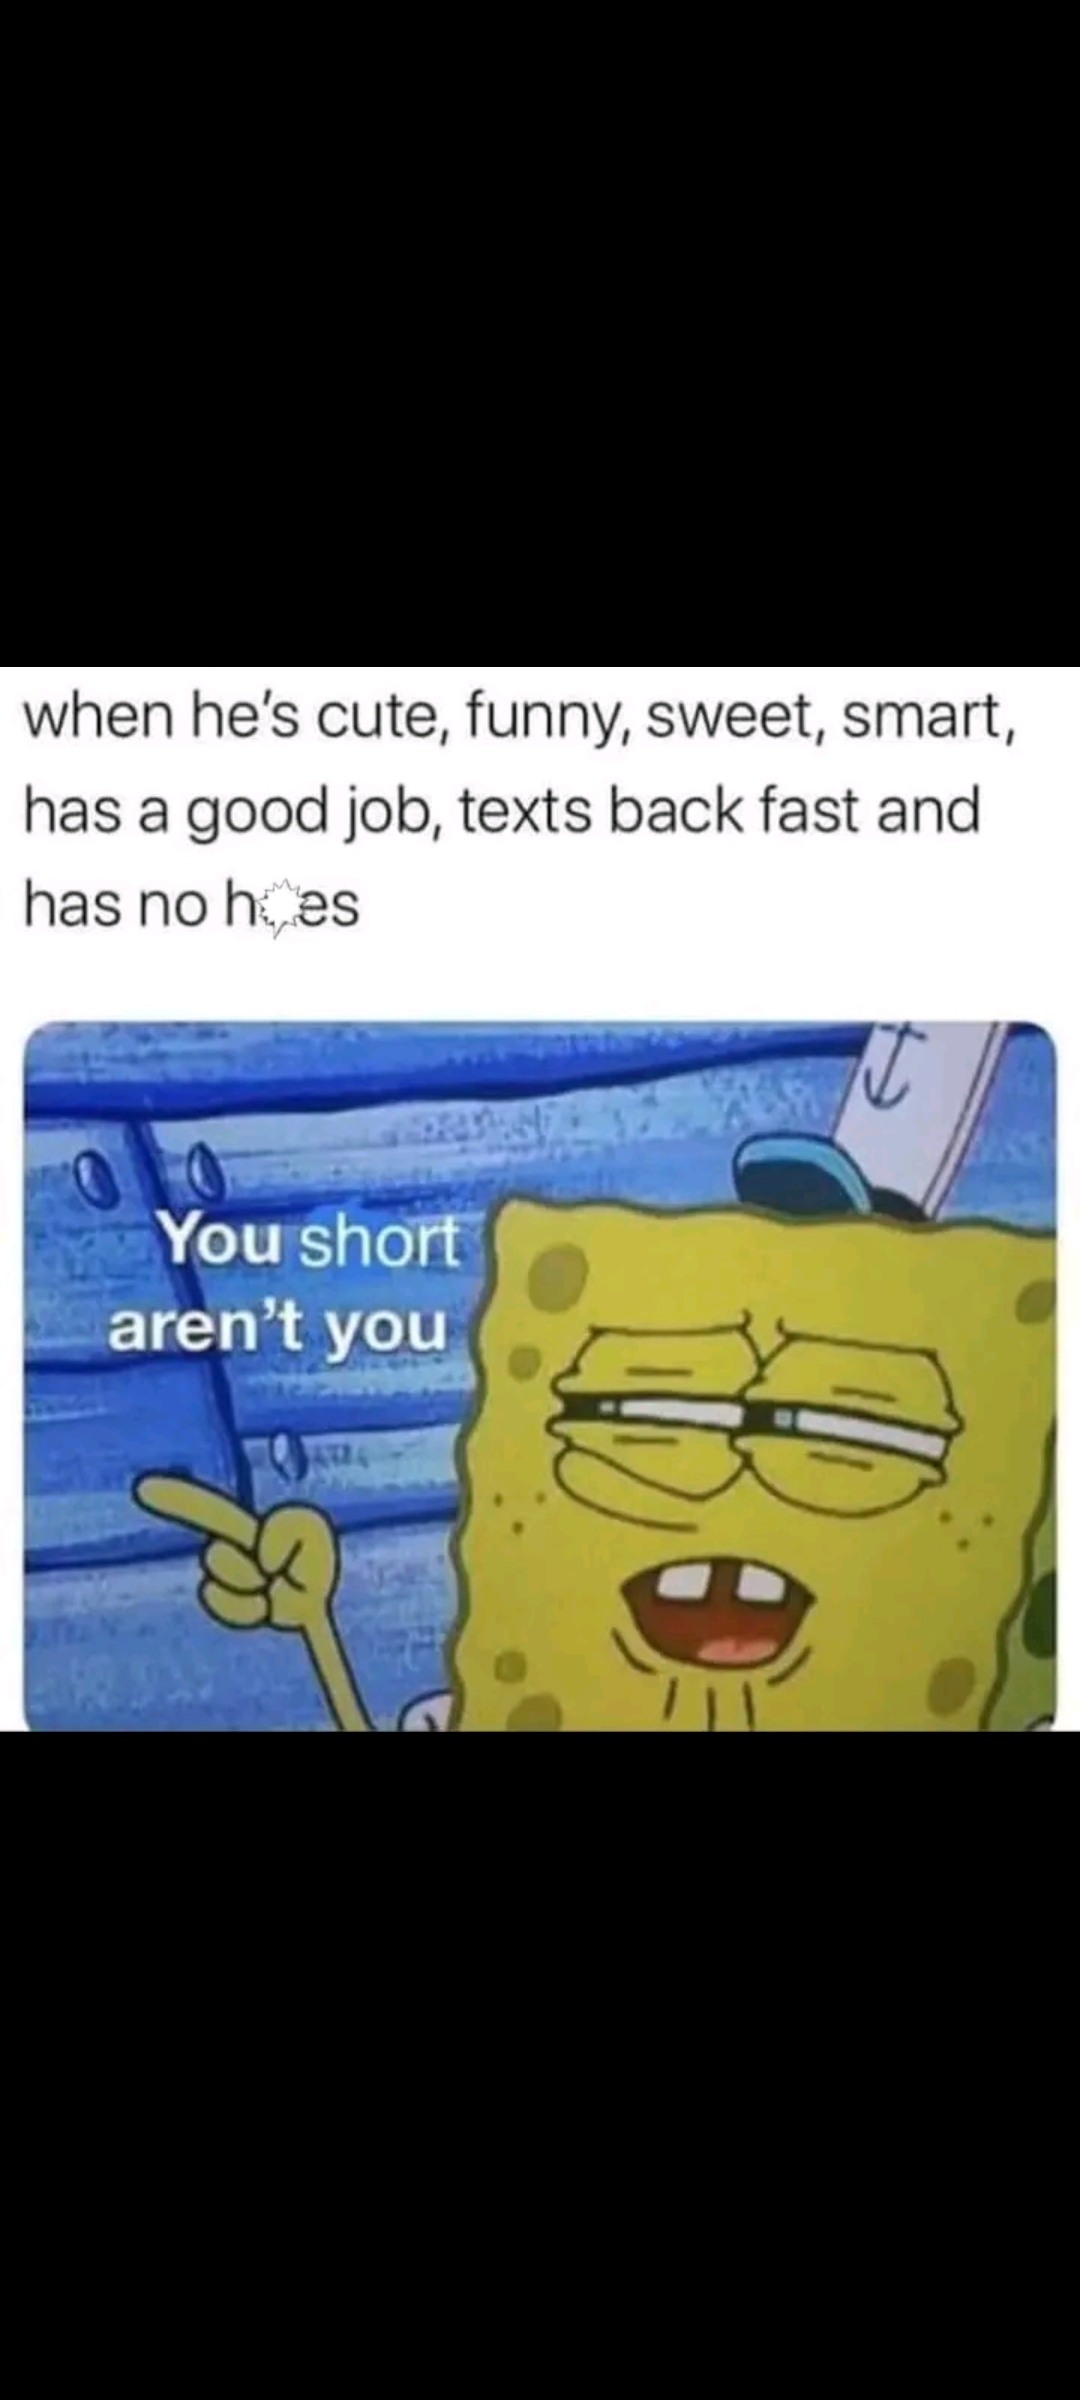 when he's cute, funny, sweet, smart,
has a good job, texts back fast and
has no h es
You short
aren't you